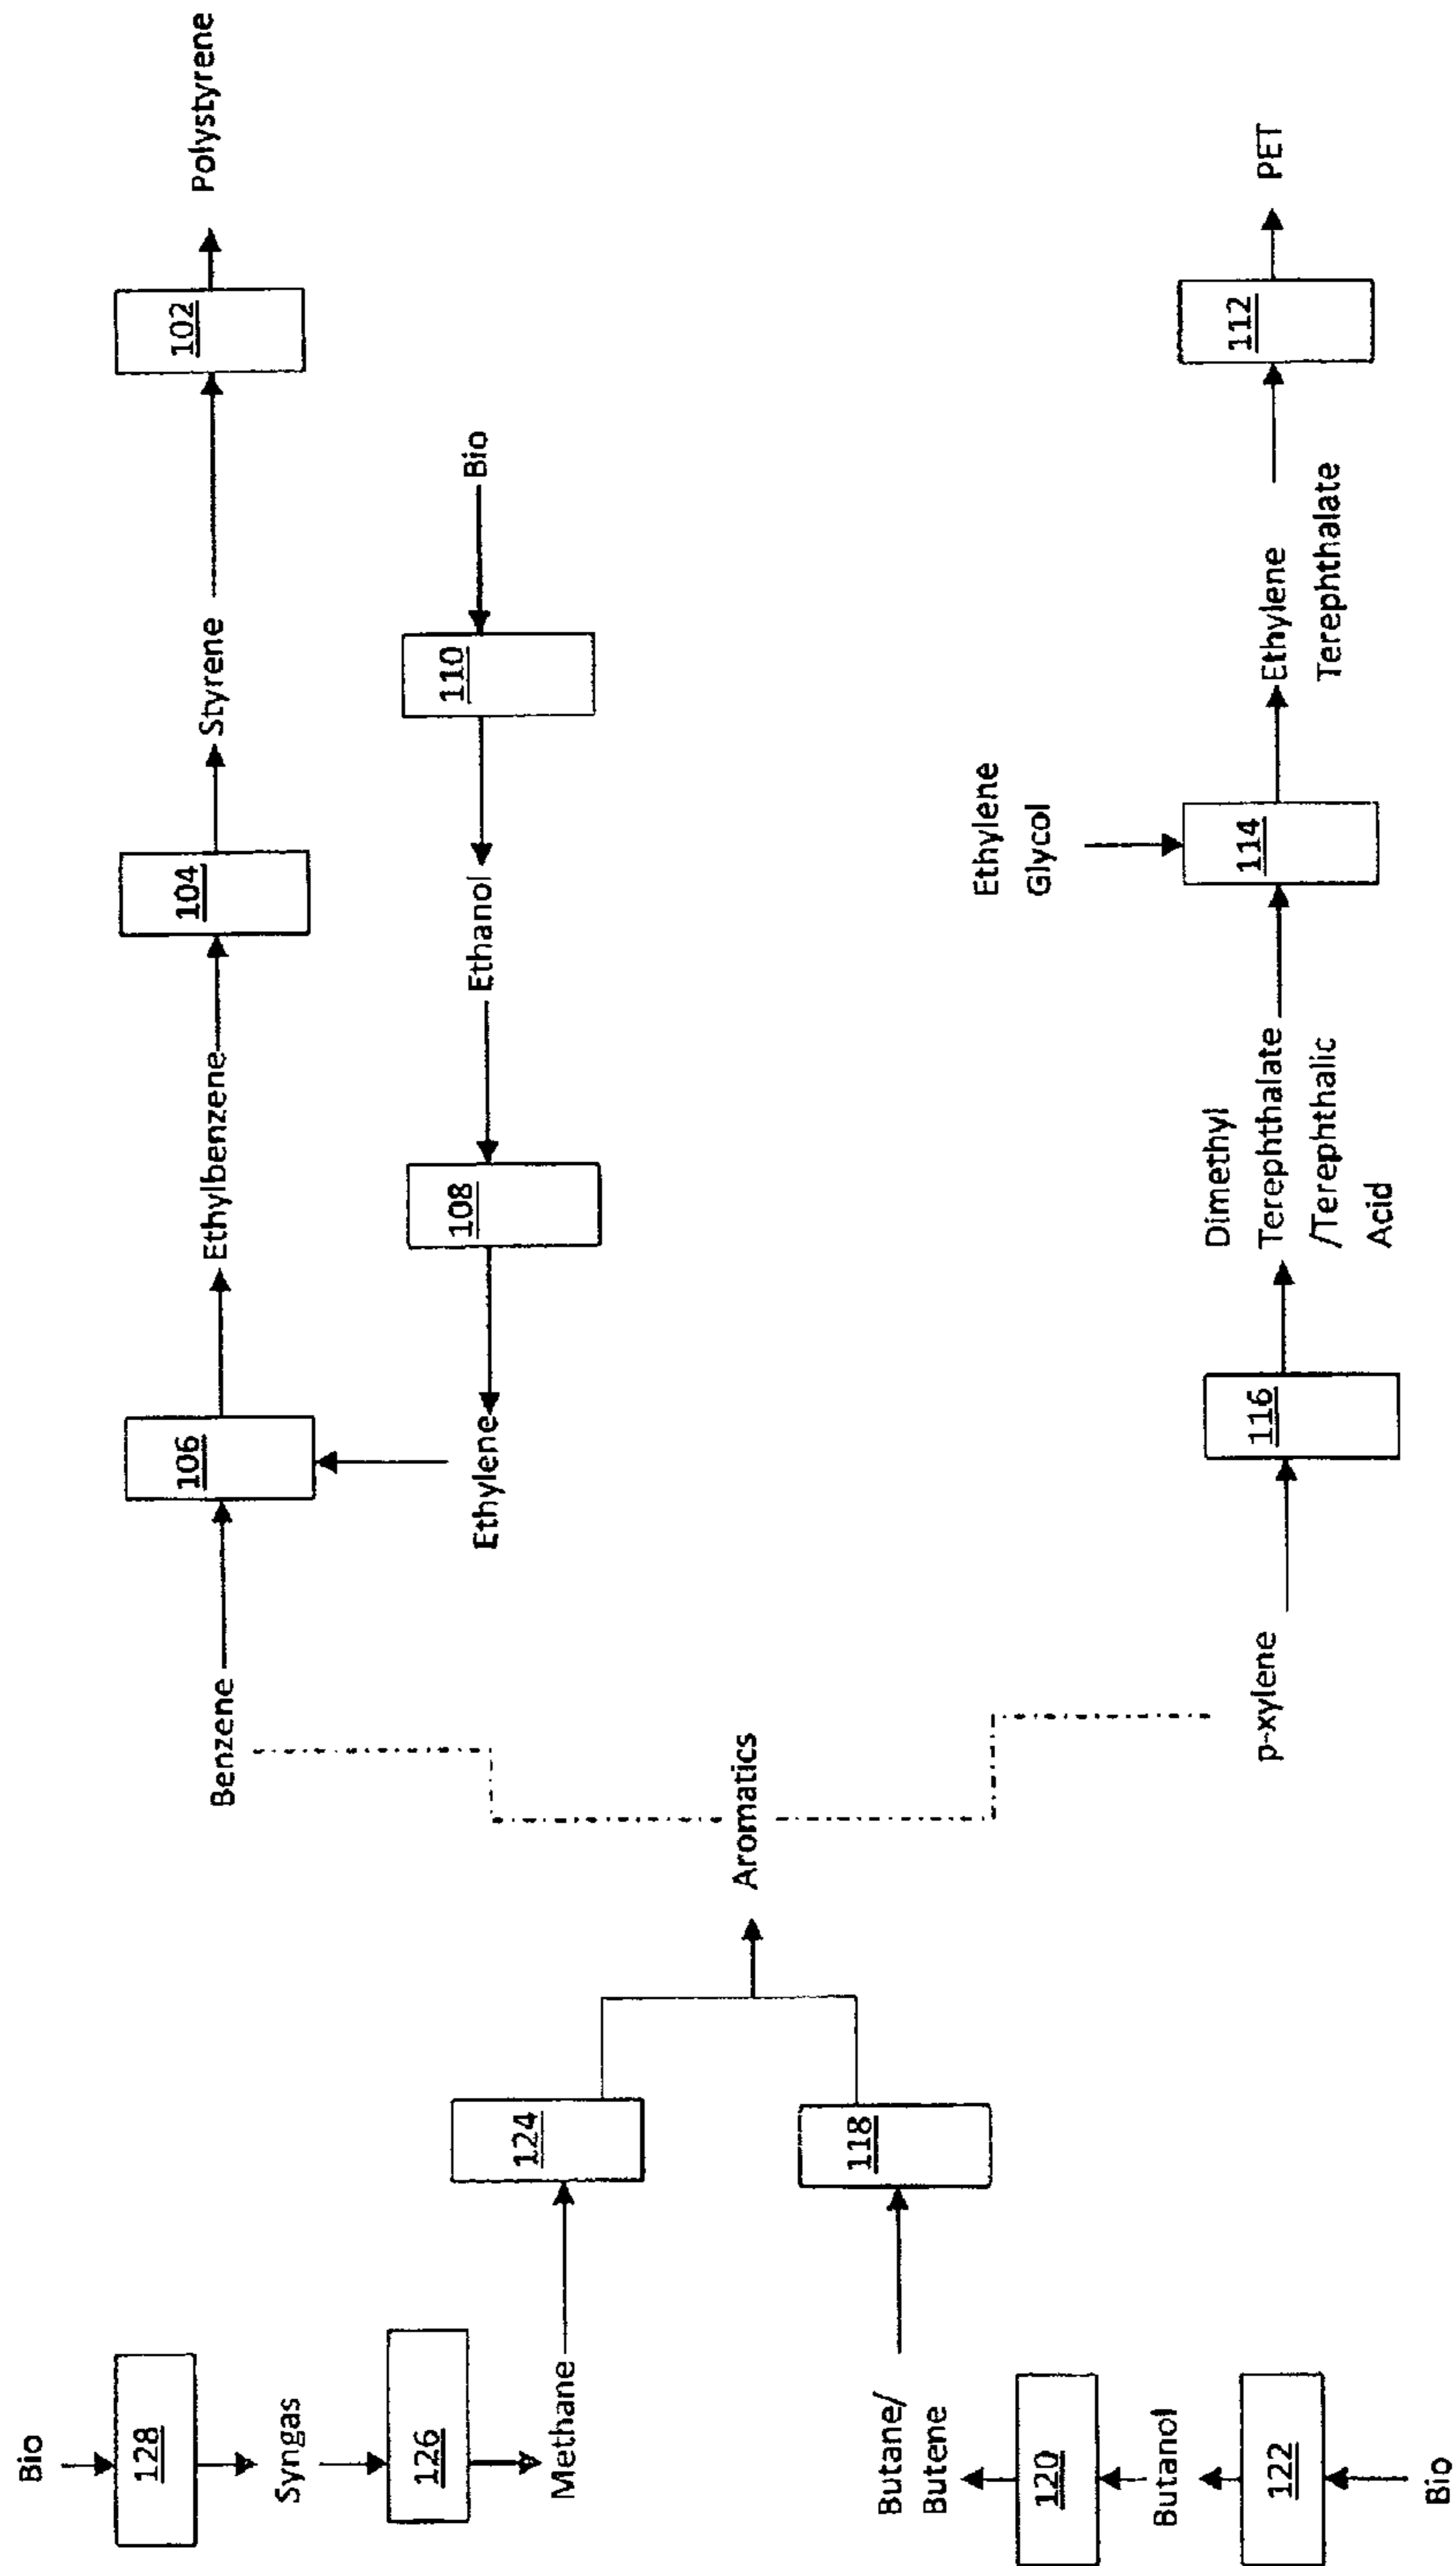 Bio
128
Syngas
126
Methane
124
Butane/
Butene
120
Butanol
122
Bio
118
Aromatics
Benzene
106
Ethylbenzene
104
Styrene
102
Polystyrene
Ethylene
108
Ethanol
110
Bio
p-xylene
116
Dimethyl
Terephthalate
/Terephthalic
Acid
Ethylene
Glycol
114
Ethylene
Terephthalate
112
PET